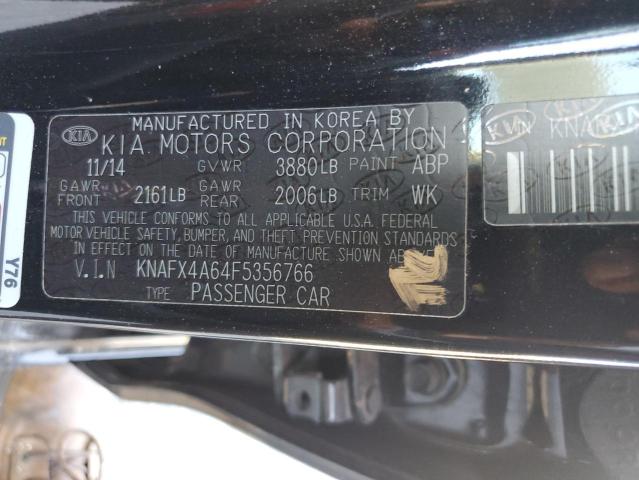 MANUFACTURED IN KOREA BY
KIA KIA MOTORS CORPORATION
11/14 GVWR 3880LB PAINT ABP
GAWR FRONT 2161LB GAWR REAR 2006LB TRIM WK
THIS VEHICLE CONFORMS TO ALL APPLICABLE U.S.A. FEDERAL
MOTOR VEHICLE SAFETY, BUMPER, AND THEFT PREVENTION STANDARDS
IN EFFECT ON THE DATE OF MANUFACTURE SHOWN ABOVE
V.I.N KNAFX4A64F5356766
TYPE PASSENGER CAR
Y76